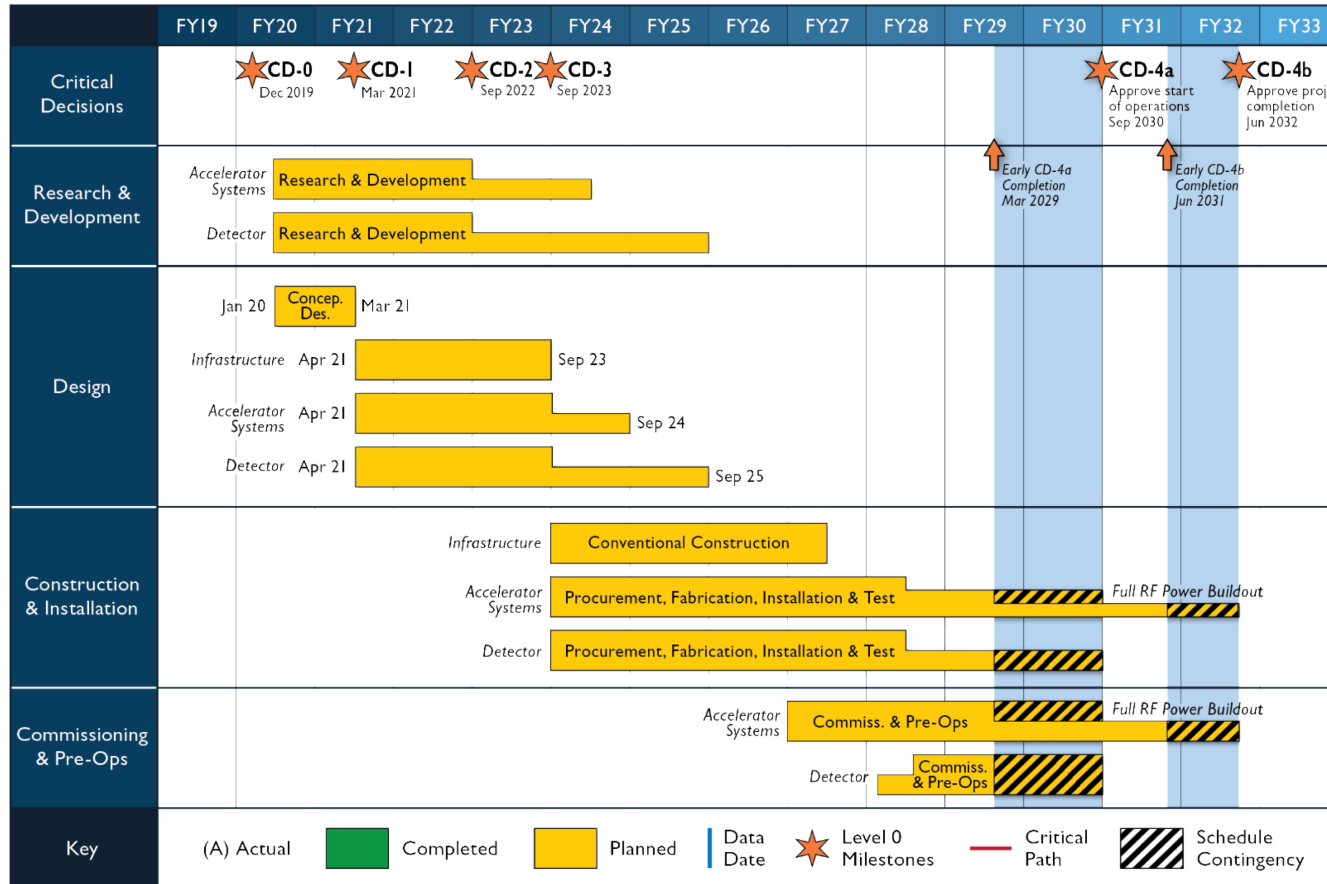 FY19 FY20 FY21 FY22 FY23 FY24 FY25 FY26 FY27 FY28 FY29 FY30 FY31 FY32 FY33
Critical
Decisions
CD-0
Dec 2019
CD-1
Mar 2021
CD-2
Sep 2022
CD-3
Sep 2023
CD-4a
Approve start
of operations
Sep 2030
CD-4b
Approve proj
completion
Jun 2032
Early CD-4a
Completion
Mar 2029
Early CD-4b
Completion
Jun 2031
Research &
Development
Accelerator
Systems
Research & Development
Detector
Research & Development
Design
Jan 20
Concep.
Des.
Mar 21
Infrastructure Apr 21
Sep 23
Accelerator
Systems
Apr 21
Sep 24
Detector Apr 21
Sep 25
Construction
& Installation
Infrastructure
Conventional Construction
Accelerator
Systems
Procurement, Fabrication, Installation & Test
Full RF Power Buildout
Detector
Procurement, Fabrication, Installation & Test
Commissioning
& Pre-Ops
Accelerator
Systems
Commiss. & Pre-Ops
Full RF Power Buildout
Detector
Commiss.
& Pre-Ops
Key
(A) Actual
Completed
Planned
Data
Date
Level 0
Milestones
Critical
Path
Schedule
Contingency